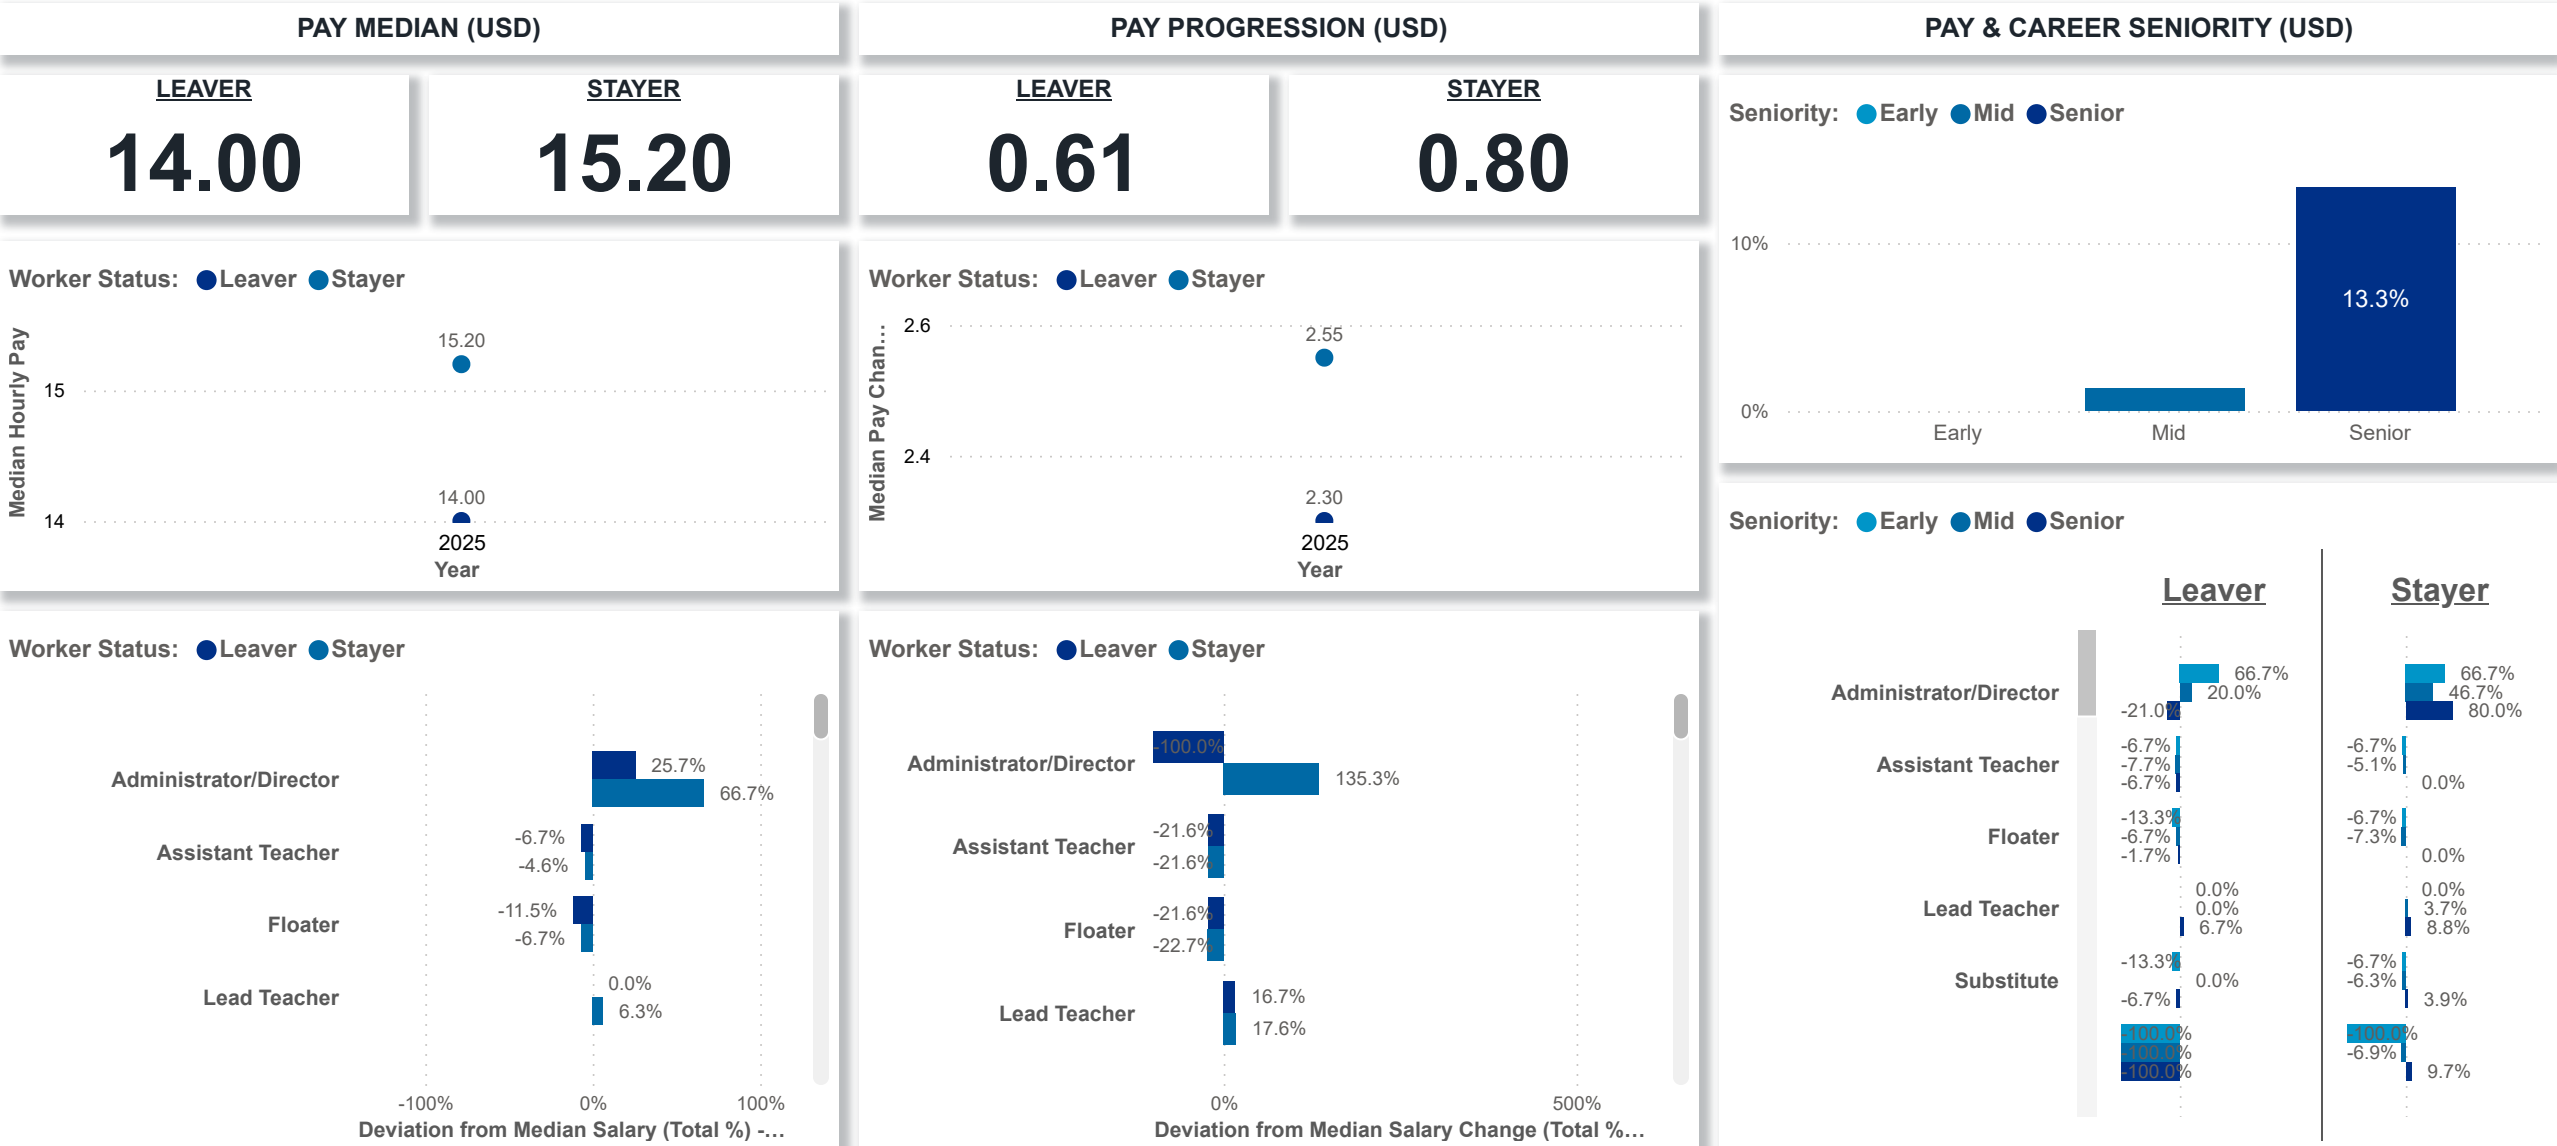 PAY MEDIAN (USD)
LEAVER
14.00
STAYER
15.20
Worker Status: Leaver Stayer
Median Hourly Pay
15
14
15.20
14.00
2025
Year
Worker Status: Leaver Stayer
Administrator/Director
25.7%
66.7%
Assistant Teacher
-6.7%
-4.6%
Floater
-11.5%
-6.7%
Lead Teacher
0.0%
6.3%
-100%
0%
100%
Deviation from Median Salary (Total %) -...
PAY PROGRESSION (USD)
LEAVER
0.61
STAYER
0.80
Worker Status: Leaver Stayer
Median Pay Chan...
2.6
2.4
2.55
2.30
2025
Year
Worker Status: Leaver Stayer
Administrator/Director
-100.0%
135.3%
Assistant Teacher
-21.6%
-21.6%
Floater
-21.6%
-22.7%
Lead Teacher
16.7%
17.6%
0%
500%
Deviation from Median Salary Change (Total %...
PAY & CAREER SENIORITY (USD)
Seniority: Early Mid Senior
10%
0%
13.3%
Early
Mid
Senior
Seniority: Early Mid Senior
Leaver
Stayer
Administrator/Director
66.7%
20.0%
-21.0%
66.7%
46.7%
80.0%
Assistant Teacher
-6.7%
-7.7%
-6.7%
-6.7%
-5.1%
0.0%
Floater
-13.3%
-6.7%
-1.7%
-6.7%
-7.3%
0.0%
Lead Teacher
0.0%
0.0%
6.7%
0.0%
3.7%
8.8%
Substitute
-13.3%
0.0%
-6.7%
-6.7%
-6.3%
3.9%
-100.0%
-100.0%
-100.0%
-100.0%
-6.9%
9.7%